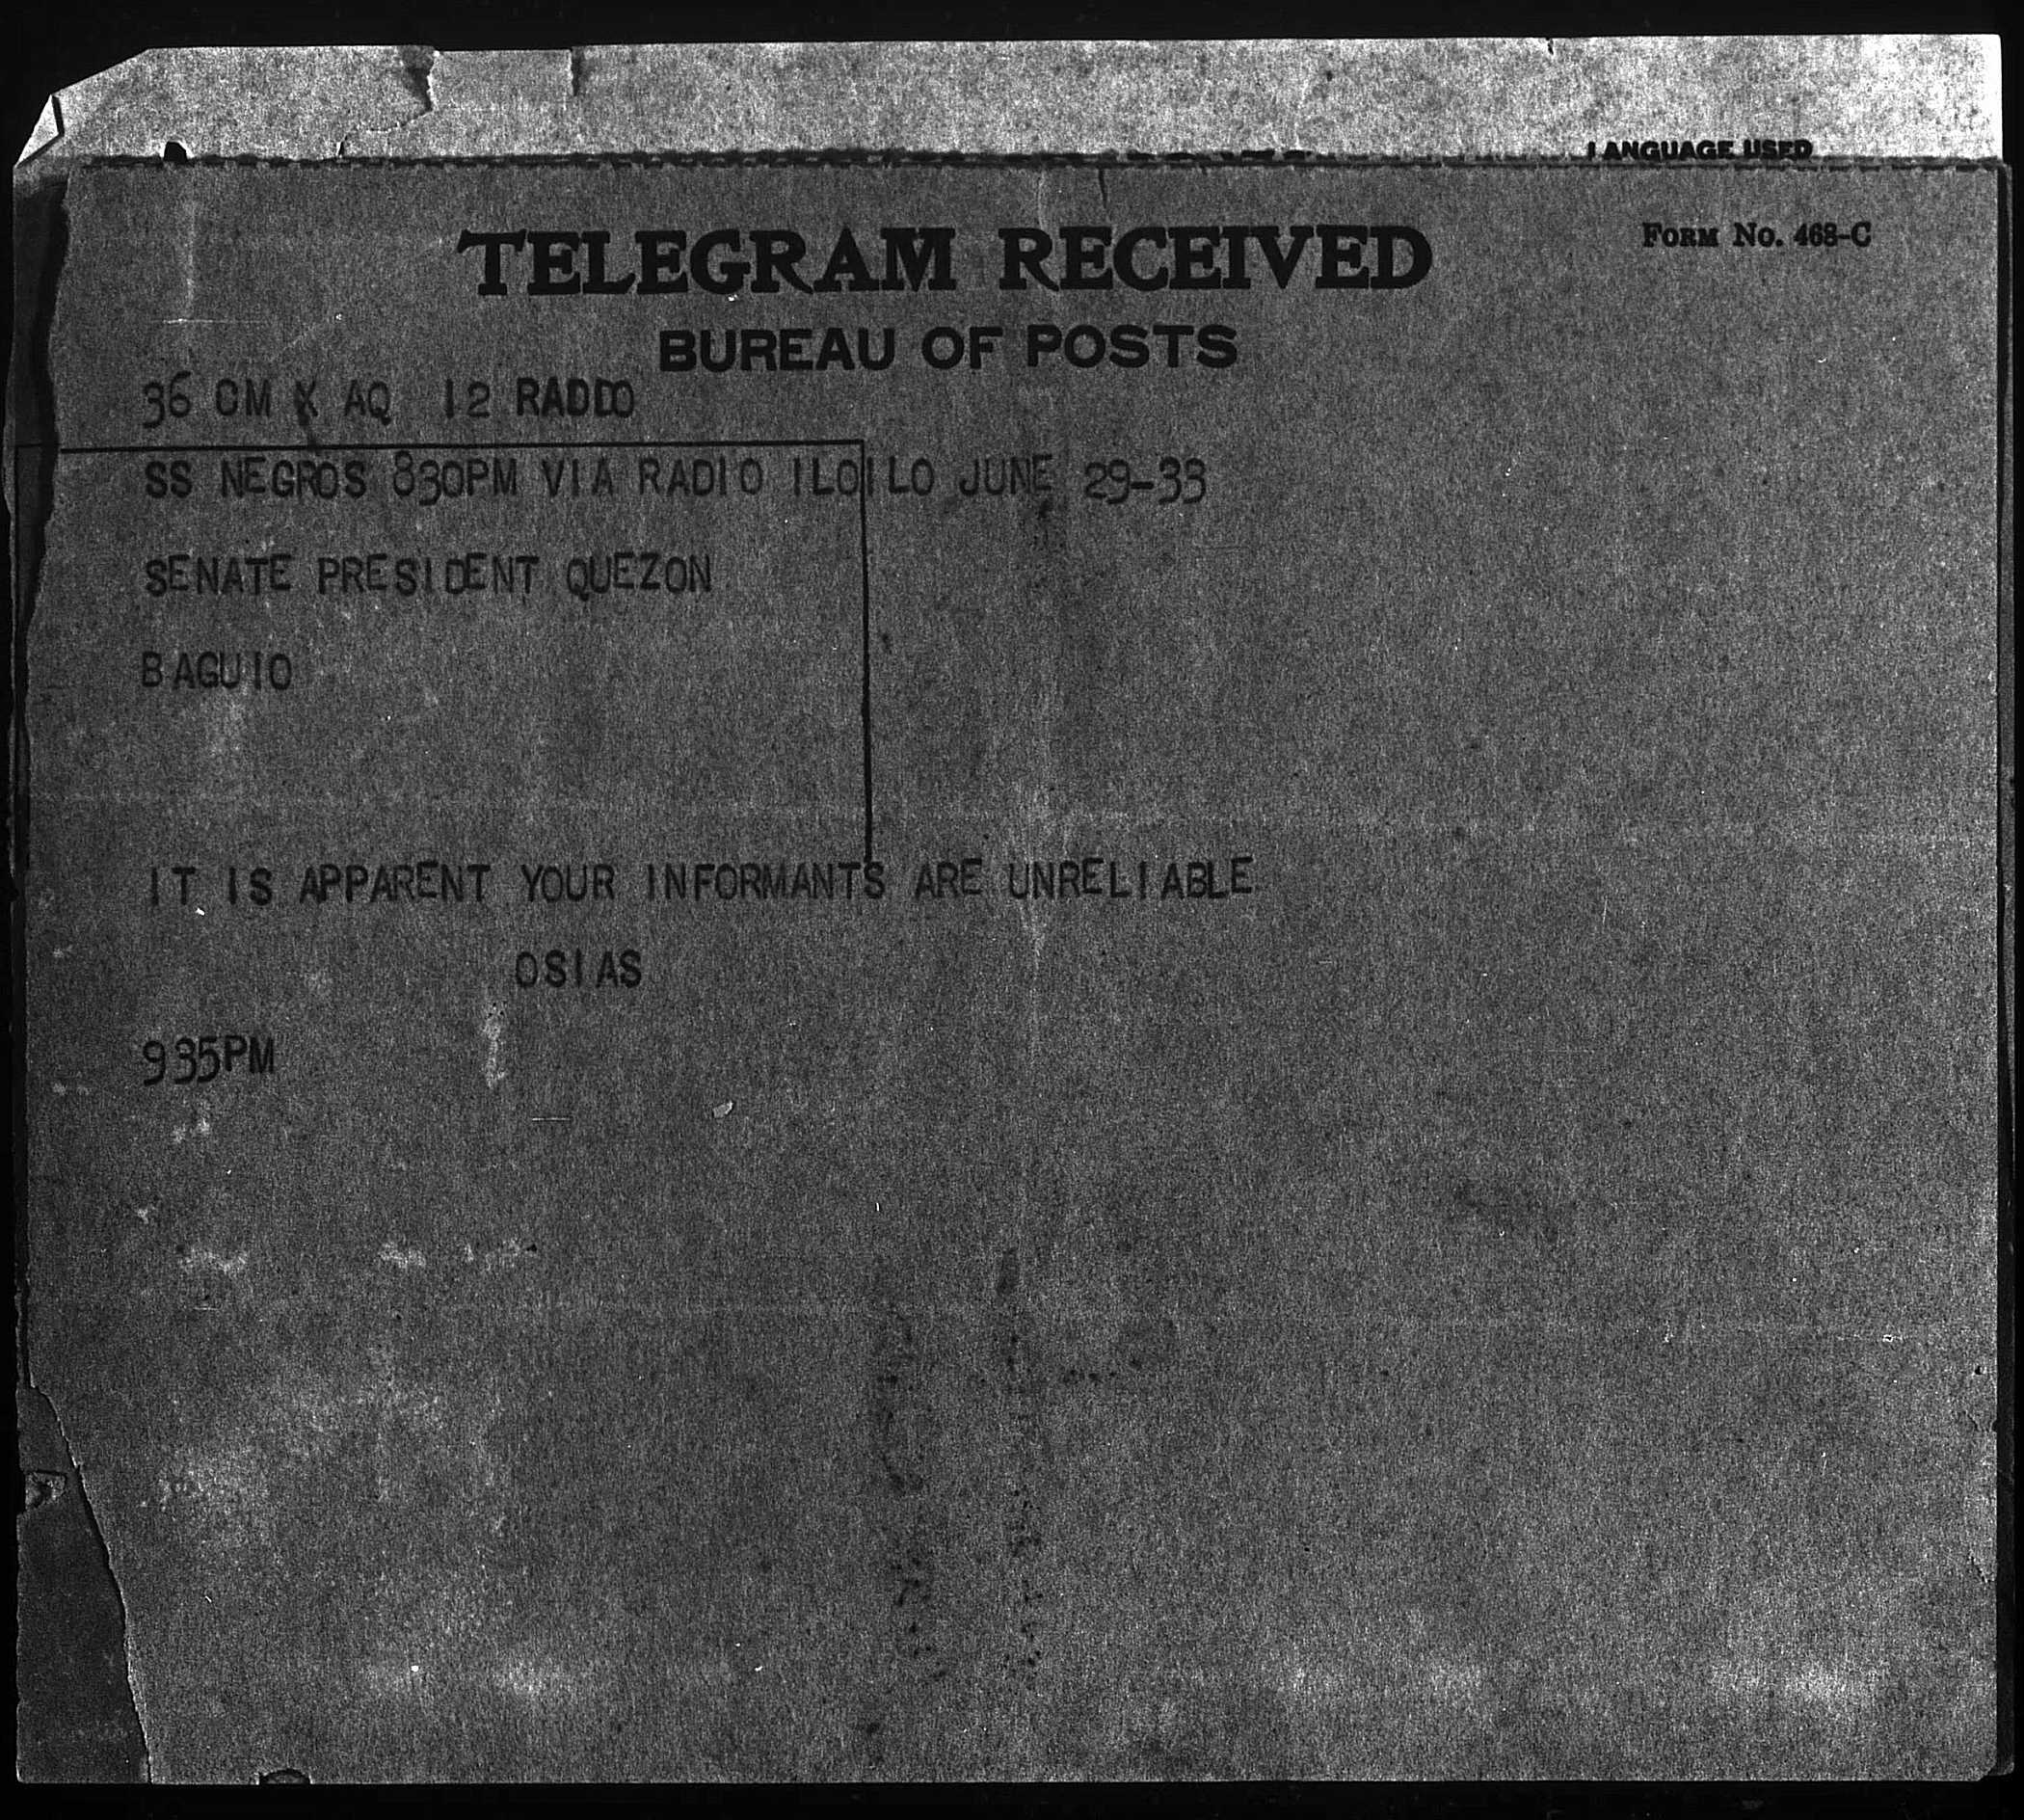 LANGUAGE USED
FORM NO. 468-C
TELEGRAM RECEIVED
BUREAU OF POSTS
36 CM X AQ 12 RADIO
SS NEGROS 830PM VIA RADIO ILOILO JUNE 29-33
SENATE PRESIDENT QUEZON
BAGUIO
IT IS APPARENT YOUR INFORMANTS ARE UNRELIABLE
OSIAS
935PM